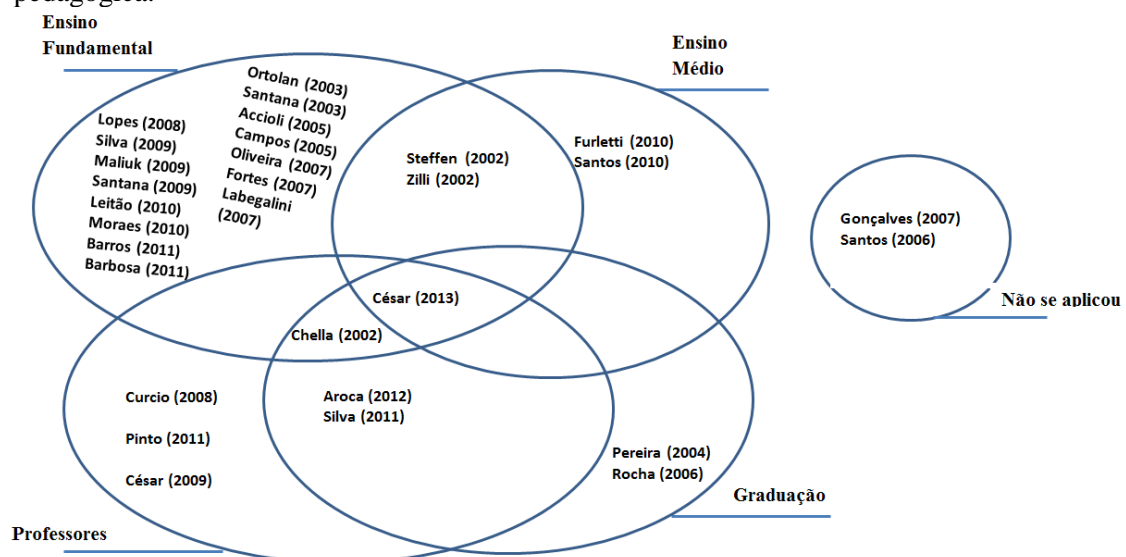 pedagógica.
Ensino
Fundamental
Ensino
Médio
Ortolan (2003)
Santana (2003)
Accioli (2005)
Campos (2005)
Oliveira (2007)
Fortes (2007)
Labegalini
(2007)
Lopes (2008)
Silva (2009)
Maliuk (2009)
Santana (2009)
Leitão (2010)
Moraes (2010)
Barros (2011)
Barbosa (2011)
Steffen (2002)
Zilli (2002)
Furletti (2010)
Santos (2010)
Gonçalves (2007)
Santos (2006)
Não se aplicou
César (2013)
Chella (2002)
Curcio (2008)
Pinto (2011)
César (2009)
Aroca (2012)
Silva (2011)
Pereira (2004)
Rocha (2006)
Graduação
Professores